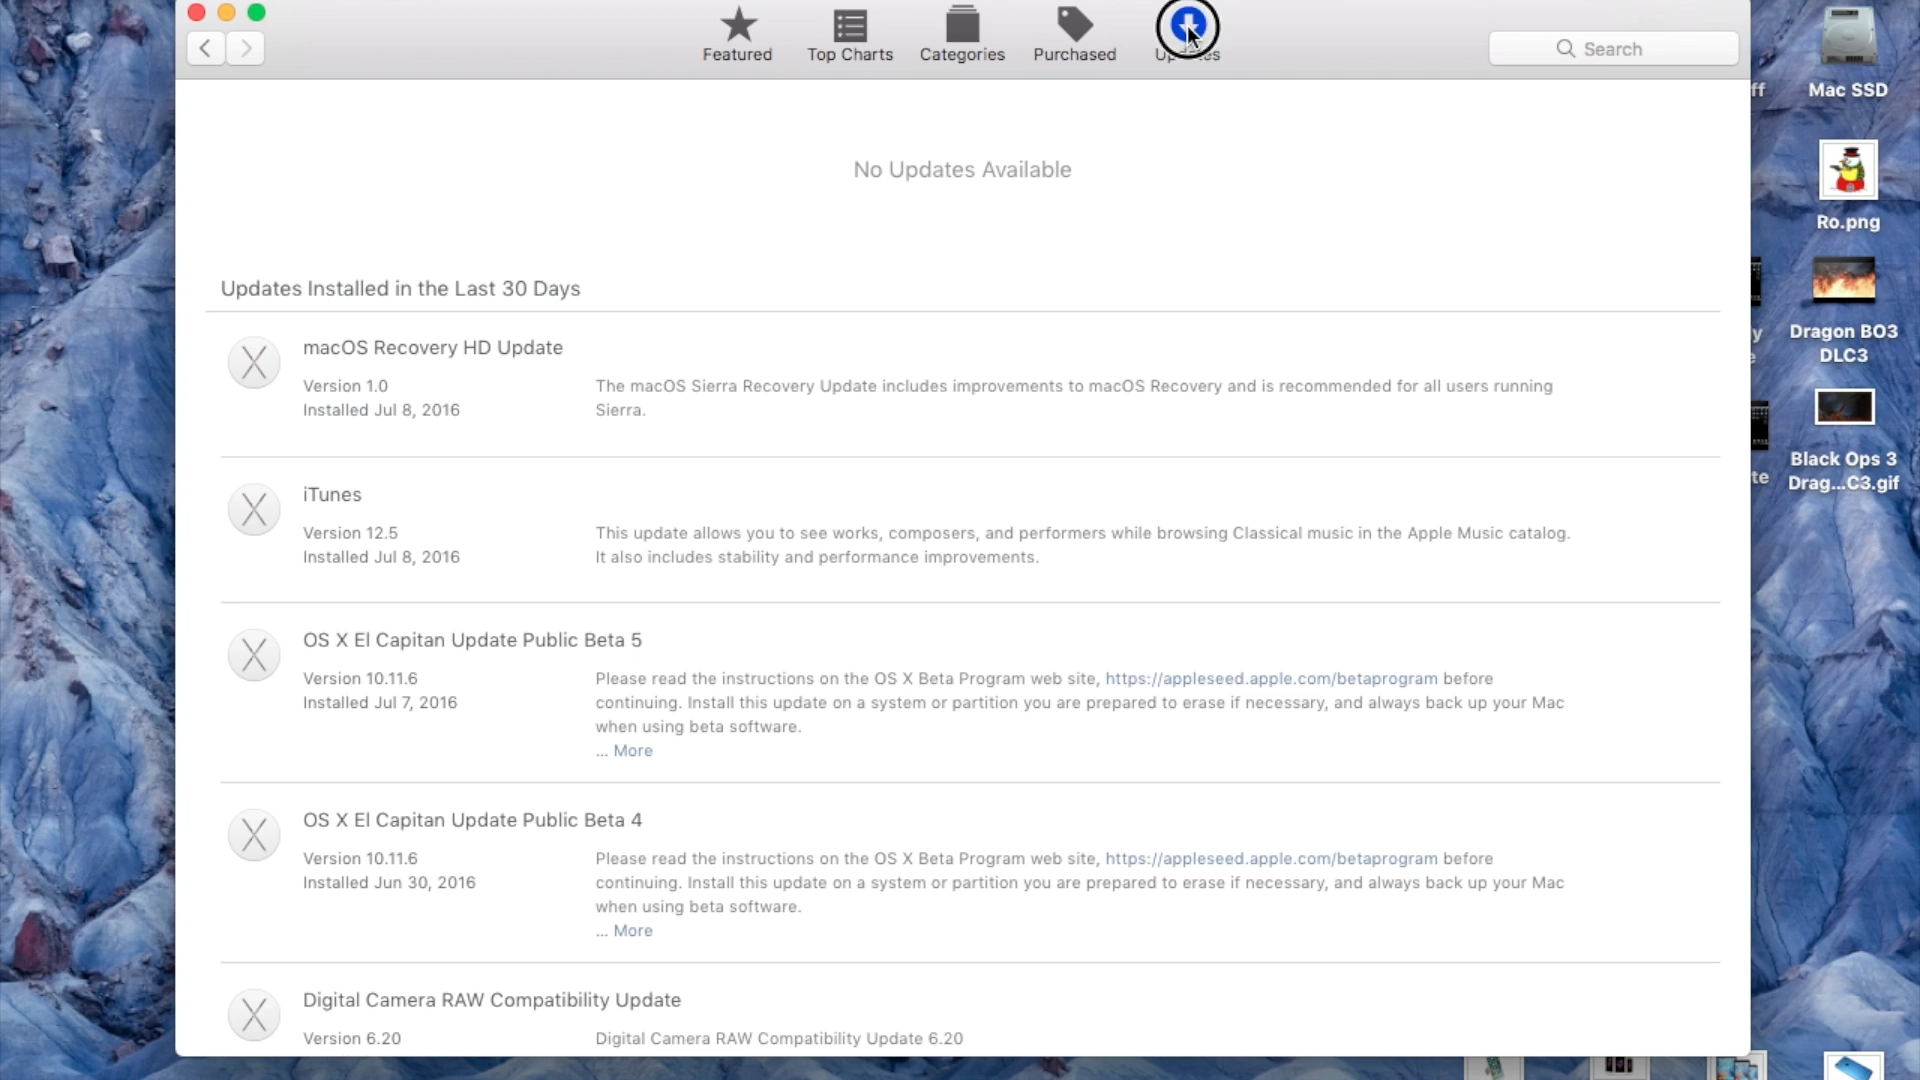 Featured
Top Charts
Categories
Purchased
Updates
Search
No Updates Available
Updates Installed in the Last 30 Days
macOS Recovery HD Update
Version 1.0
Installed Jul 8, 2016
The macOS Sierra Recovery Update includes improvements to macOS Recovery and is recommended for all users running
Sierra.
iTunes
Version 12.5
Installed Jul 8, 2016
This update allows you to see works, composers, and performers while browsing Classical music in the Apple Music catalog.
It also includes stability and performance improvements.
OS X El Capitan Update Public Beta 5
Version 10.11.6
Installed Jul 7, 2016
Please read the instructions on the OS X Beta Program web site, https://appleseed.apple.com/betaprogram before
continuing. Install this update on a system or partition you are prepared to erase if necessary, and always back up your Mac
when using beta software.
... More
OS X El Capitan Update Public Beta 4
Version 10.11.6
Installed Jun 30, 2016
Please read the instructions on the OS X Beta Program web site, https://appleseed.apple.com/betaprogram before
continuing. Install this update on a system or partition you are prepared to erase if necessary, and always back up your Mac
when using beta software.
... More
Digital Camera RAW Compatibility Update
Version 6.20
Digital Camera RAW Compatibility Update 6.20
Mac SSD
Ro.png
Dragon BO3
DLC3
Black Ops 3
Drag...C3.gif